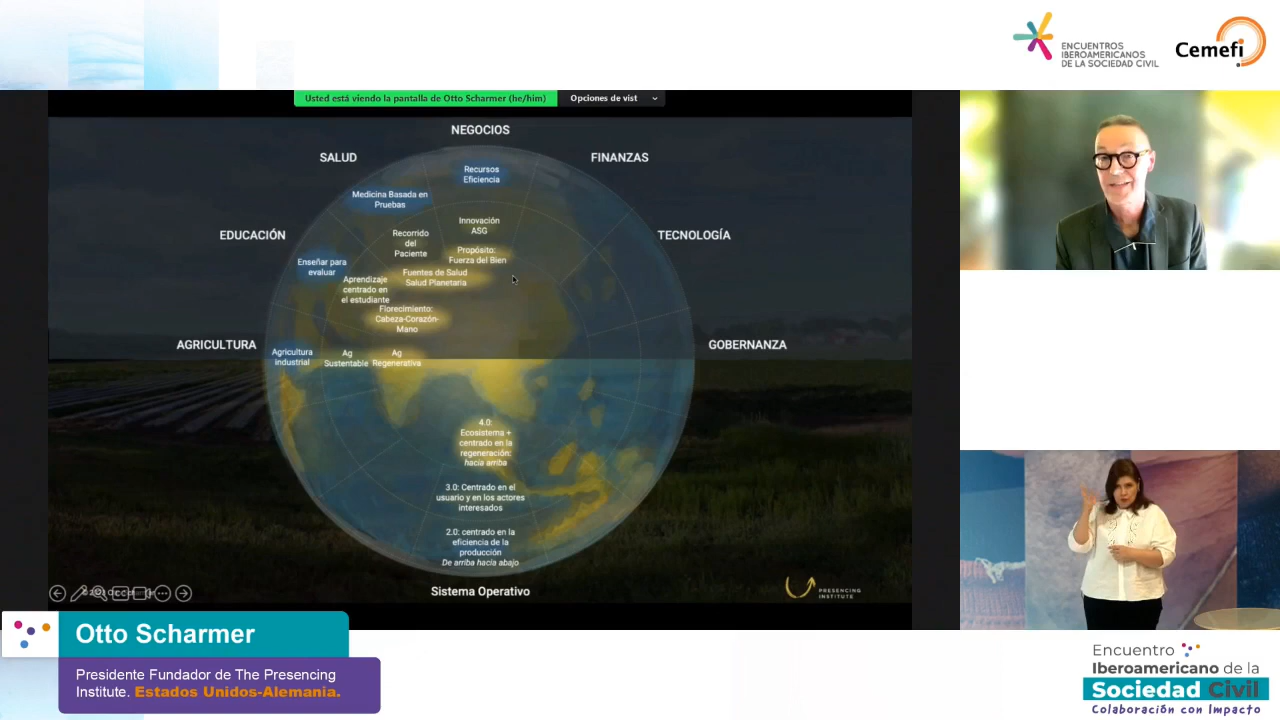 ENCUENTROS
IBEROAMERICANOS
DE LA SOCIEDAD CIVIL
Cemefi
Usted está viendo la pantalla de Otto Scharmer (he/him)
Opciones de vist
NEGOCIOS
SALUD
FINANZAS
EDUCACIÓN
TECNOLOGÍA
AGRICULTURA
GOBERNANZA
Recursos
Eficiencia
Medicina Basada en
Pruebas
Innovación
ASG
Recorrido
del
Paciente
Propósito:
Fuerza del Bien
Enseñar para
evaluar
Fuentes de Salud
Salud Planetaria
Aprendizaje
centrado en
el estudiante
Florecimiento:
Cabeza-Corazón-
Mano
Agricultura
industrial
Ag
Sustentable
Ag
Regenerativa
4.0:
Ecosistema +
centrado en la
regeneración:
hacia arriba
3.0: Centrado en el
usuario y en los actores
interesados
2.0: centrado en la
eficiencia de la
producción
De arriba hacia abajo
Sistema Operativo
PRESENCING
INSTITUTE
Otto Scharmer
Presidente Fundador de The Presencing
Institute. Estados Unidos-Alemania.
Encuentro
Iberoamericano de la
Sociedad Civil
Colaboración con Impacto